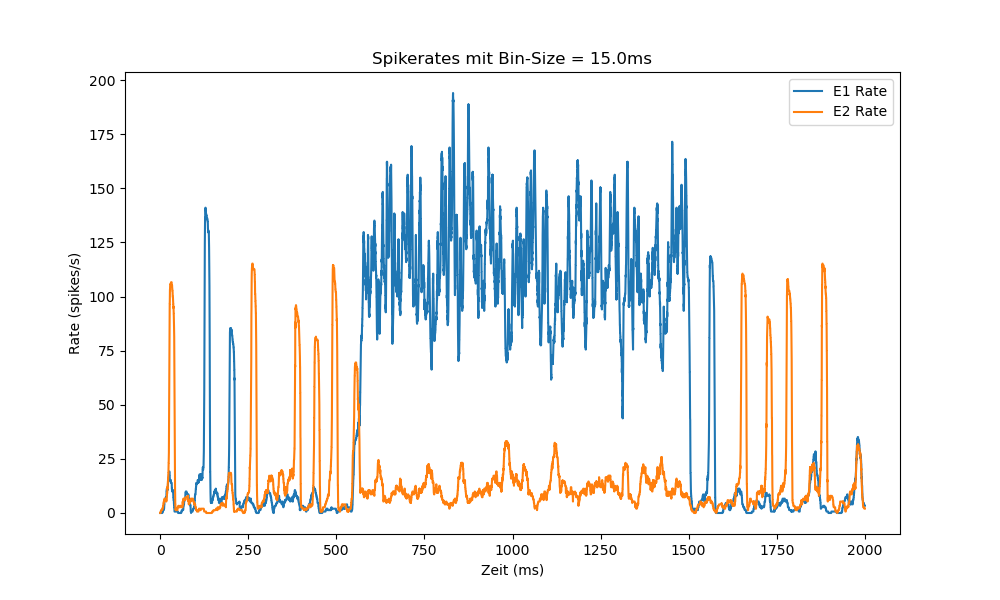 Spikerates mit Bin-Size = 15.0ms
E1 Rate
E2 Rate
Rate (spikes/s)
200
175
150
125
100
75
50
25
0
0 250 500 750 1000 1250 1500 1750 2000
Zeit (ms)